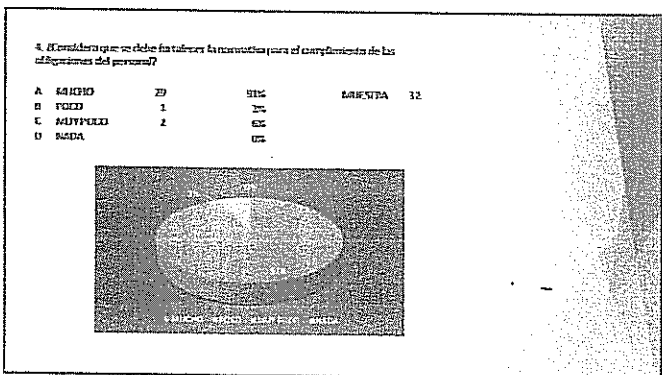 4. ¿Considera que se debe fortalecer la normativa para el cumplimiento de las
obligaciones del personal?
A MUCHO 29 91% MUESTRA 32
B POCO 1 3%
C MUY POCO 2 6%
D NADA 0%
MUCHO POCO MUY POCO NADA